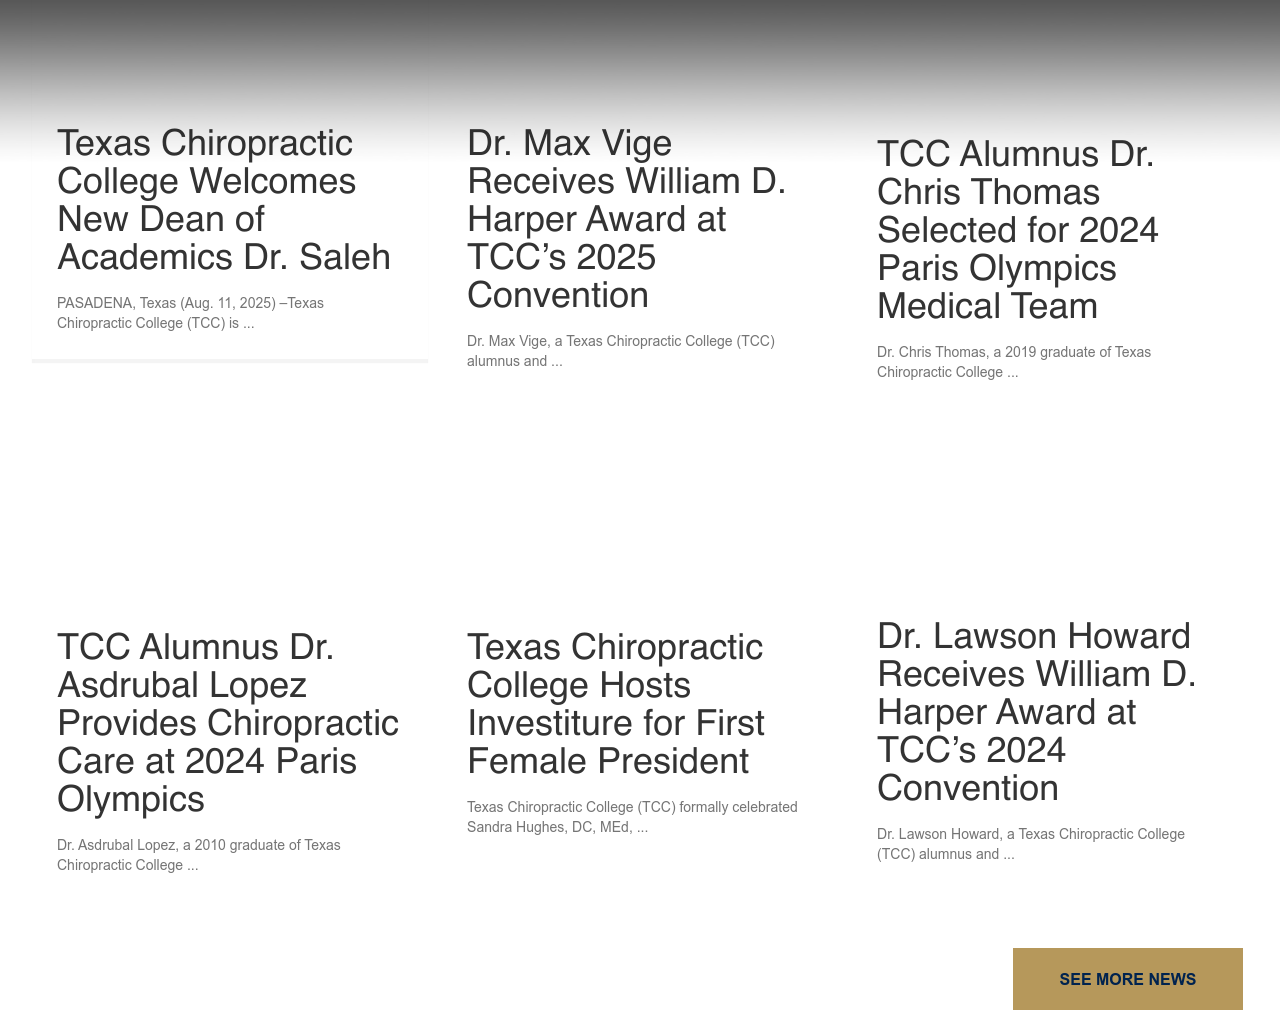 Texas Chiropractic
College Welcomes
New Dean of
Academics Dr. Saleh
PASADENA, Texas (Aug. 11, 2025) –Texas
Chiropractic College (TCC) is ...
Dr. Max Vige
Receives William D.
Harper Award at
TCC’s 2025
Convention
Dr. Max Vige, a Texas Chiropractic College (TCC)
alumnus and ...
TCC Alumnus Dr.
Chris Thomas
Selected for 2024
Paris Olympics
Medical Team
Dr. Chris Thomas, a 2019 graduate of Texas
Chiropractic College ...
TCC Alumnus Dr.
Asdrubal Lopez
Provides Chiropractic
Care at 2024 Paris
Olympics
Dr. Asdrubal Lopez, a 2010 graduate of Texas
Chiropractic College ...
Texas Chiropractic
College Hosts
Investiture for First
Female President
Texas Chiropractic College (TCC) formally celebrated
Sandra Hughes, DC, MEd, ...
Dr. Lawson Howard
Receives William D.
Harper Award at
TCC’s 2024
Convention
Dr. Lawson Howard, a Texas Chiropractic College
(TCC) alumnus and ...
SEE MORE NEWS